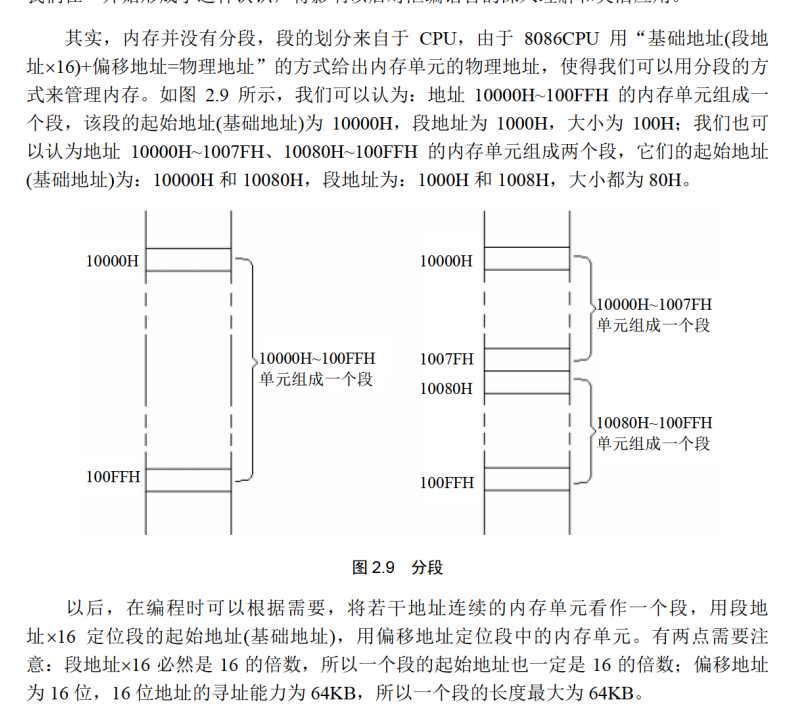 其实，内存并没有分段，段的划分来自于 CPU，由于 8086CPU 用“基础地址(段地
址×16)+偏移地址=物理地址”的方式给出内存单元的物理地址，使得我们可以用分段的方
式来管理内存。如图 2.9 所示，我们可以认为：地址 10000H~100FFH 的内存单元组成一
个段，该段的起始地址(基础地址)为 10000H，段地址为 1000H，大小为 100H；我们也可
以认为地址 10000H~1007FH、10080H~100FFH 的内存单元组成两个段，它们的起始地址
(基础地址)为：10000H 和 10080H，段地址为：1000H 和 1008H，大小都为 80H。
10000H
10000H~100FFH
单元组成一个段
100FFH
10000H
10000H~1007FH
单元组成一个段
1007FH
10080H
10080H~100FFH
单元组成一个段
100FFH
图 2.9 分段
以后，在编程时可以根据需要，将若干地址连续的内存单元看作一个段，用段地
址×16 定位段的起始地址(基础地址)，用偏移地址定位段中的内存单元。有两点需要注
意：段地址×16 必然是 16 的倍数，所以一个段的起始地址也一定是 16 的倍数；偏移地址
为 16 位，16 位地址的寻址能力为 64KB，所以一个段的长度最大为 64KB。